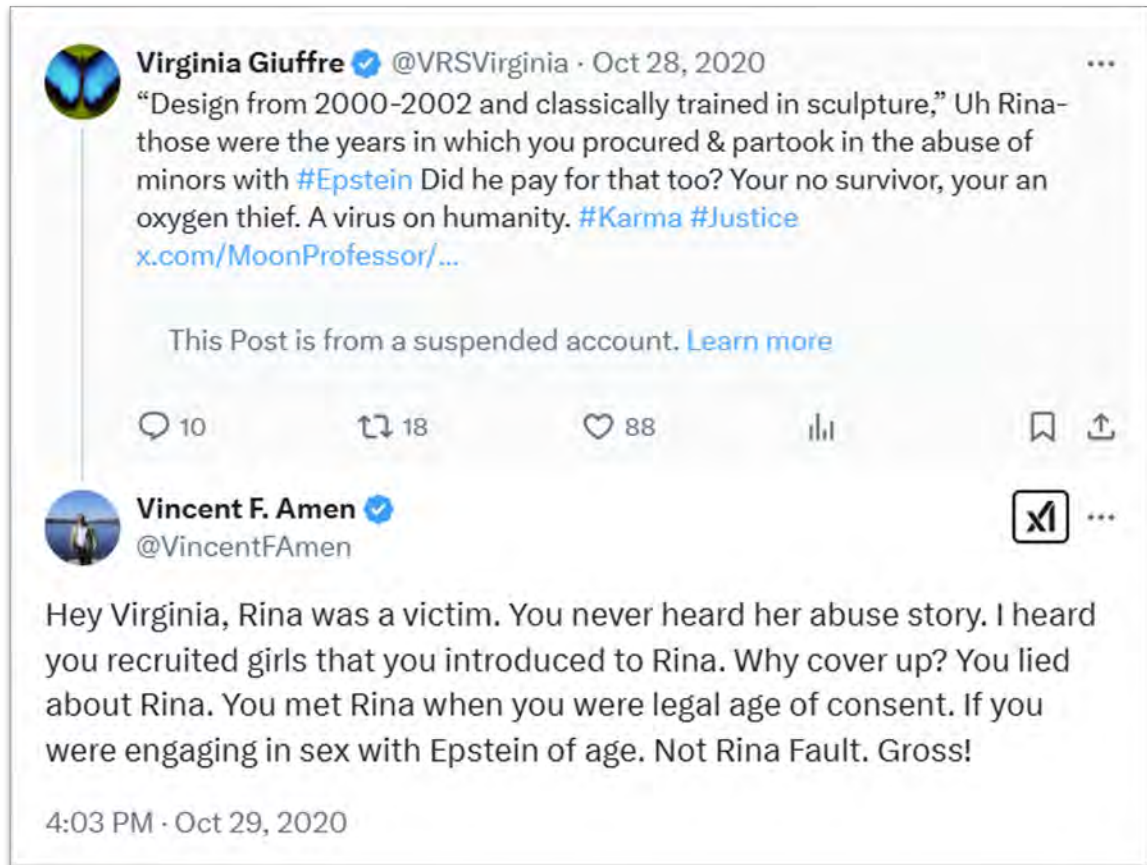 Virginia Giuffre @VRSVirginia · Oct 28, 2020
“Design from 2000-2002 and classically trained in sculpture,” Uh Rina-
those were the years in which you procured & partook in the abuse of
minors with #Epstein Did he pay for that too? Your no survivor, your an
oxygen thief. A virus on humanity. #Karma #Justice
x.com/MoonProfessor/...
This Post is from a suspended account. Learn more
10 18 88
Vincent F. Amen
@VincentFAmen
Hey Virginia, Rina was a victim. You never heard her abuse story. I heard
you recruited girls that you introduced to Rina. Why cover up? You lied
about Rina. You met Rina when you were legal age of consent. If you
were engaging in sex with Epstein of age. Not Rina Fault. Gross!
4:03 PM · Oct 29, 2020